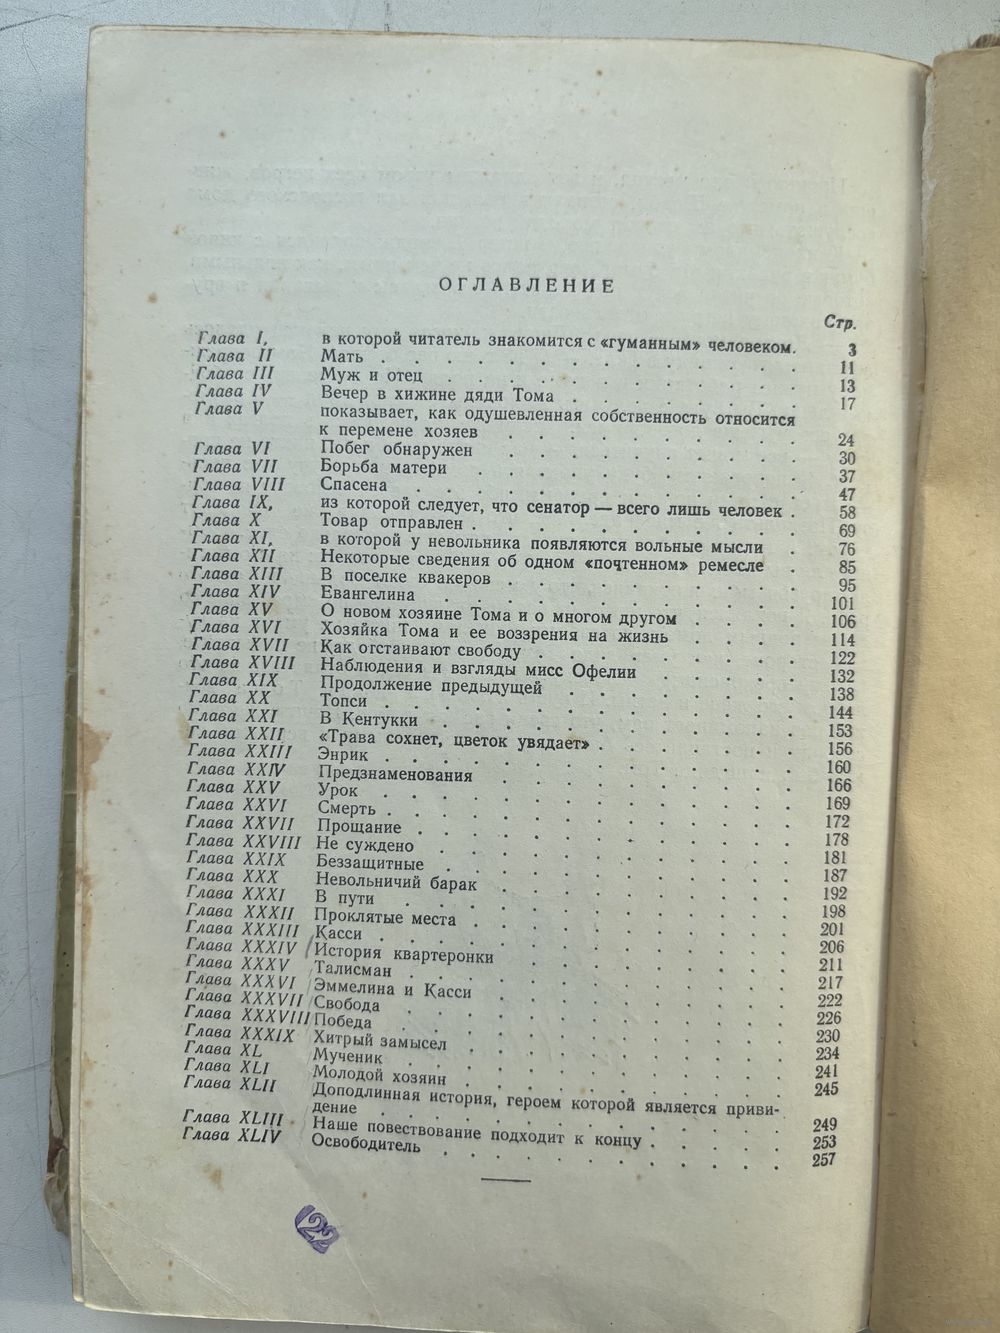 ОГЛАВЛЕНИЕ
Стр.
Глава I, в которой читатель знакомится с «гуманным» человеком. 3
Глава II Мать . . . . . . . . . . . . . . 11
Глава III Муж и отец . . . . . . . . . . . . 13
Глава IV Вечер в хижине дяди Тома . . . . . . . . 17
Глава V показывает, как одушевленная собственность относится
к перемене хозяев . . . . . . . . . . 24
Глава VI Побег обнаружен . . . . . . . . . . 30
Глава VII Борьба матери . . . . . . . . . . . 37
Глава VIII Спасена . . . . . . . . . . . . . 47
Глава IX, из которой следует, что сенатор — всего лишь человек . 58
Глава X Товар отправлен . . . . . . . . . . . 69
Глава XI, в которой у невольника появляются вольные мысли . 76
Глава XII Некоторые сведения об одном «почтенном» ремесле . 85
Глава XIII В поселке квакеров . . . . . . . . . . 95
Глава XIV Евангелина . . . . . . . . . . . . 101
Глава XV О новом хозяине Тома и о многом другом . . . . 106
Глава XVI Хозяйка Тома и ее воззрения на жизнь . . . . 114
Глава XVII Как отстаивают свободу . . . . . . . . . 122
Глава XVIII Наблюдения и взгляды мисс Офелии . . . . . 132
Глава XIX Продолжение предыдущей . . . . . . . . 138
Глава XX Топси . . . . . . . . . . . . . . 144
Глава XXI В Кентукки . . . . . . . . . . . . 153
Глава XXII «Трава сохнет, цветок увядает» . . . . . . . 156
Глава XXIII Энрик . . . . . . . . . . . . . . 160
Глава XXIV Предзнаменования . . . . . . . . . . 166
Глава XXV Урок . . . . . . . . . . . . . . 169
Глава XXVI Смерть . . . . . . . . . . . . . . 172
Глава XXVII Прощание . . . . . . . . . . . . . 178
Глава XXVIII Не суждено . . . . . . . . . . . . 181
Глава XXIX Беззащитные . . . . . . . . . . . . 187
Глава XXX Невольничий барак . . . . . . . . . . 192
Глава XXXI В пути . . . . . . . . . . . . . 198
Глава XXXII Проклятые места . . . . . . . . . . . 201
Глава XXXIII Касси . . . . . . . . . . . . . . 206
Глава XXXIV История квартеронки . . . . . . . . . 211
Глава XXXV Талисман . . . . . . . . . . . . . 217
Глава XXXVI Эммелина и Касси . . . . . . . . . . 222
Глава XXXVII Свобода . . . . . . . . . . . . . 226
Глава XXXVIII Победа . . . . . . . . . . . . . 230
Глава XXXIX Хитрый замысел . . . . . . . . . . . 234
Глава XL Мученик . . . . . . . . . . . . . 241
Глава XLI Молодой хозяин . . . . . . . . . . . 245
Глава XLII Доподлинная история, героем которой является приви-
дение . . . . . . . . . . . . . 249
Глава XLIII Наше повествование подходит к концу . . . . . 253
Глава XLIV Освободитель . . . . . . . . . . . . 257
122